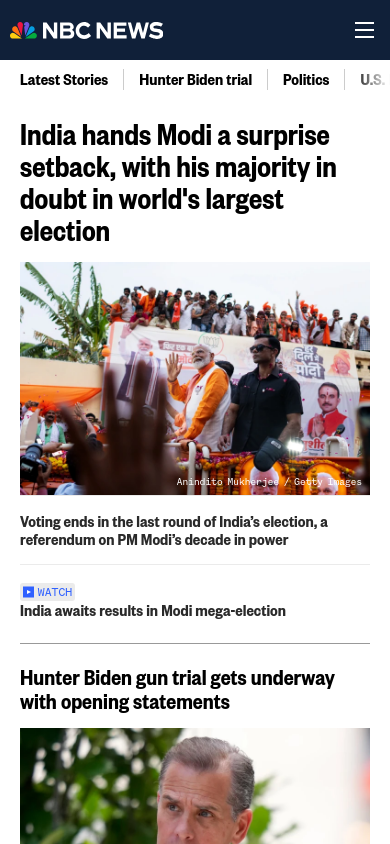 NBC NEWS
Latest Stories
Hunter Biden trial
Politics
U.S.
India hands Modi a surprise
setback, with his majority in
doubt in world's largest
election
Anindito Mukherjee / Getty Images
Voting ends in the last round of India’s election, a
referendum on PM Modi’s decade in power
WATCH
India awaits results in Modi mega-election
Hunter Biden gun trial gets underway
with opening statements